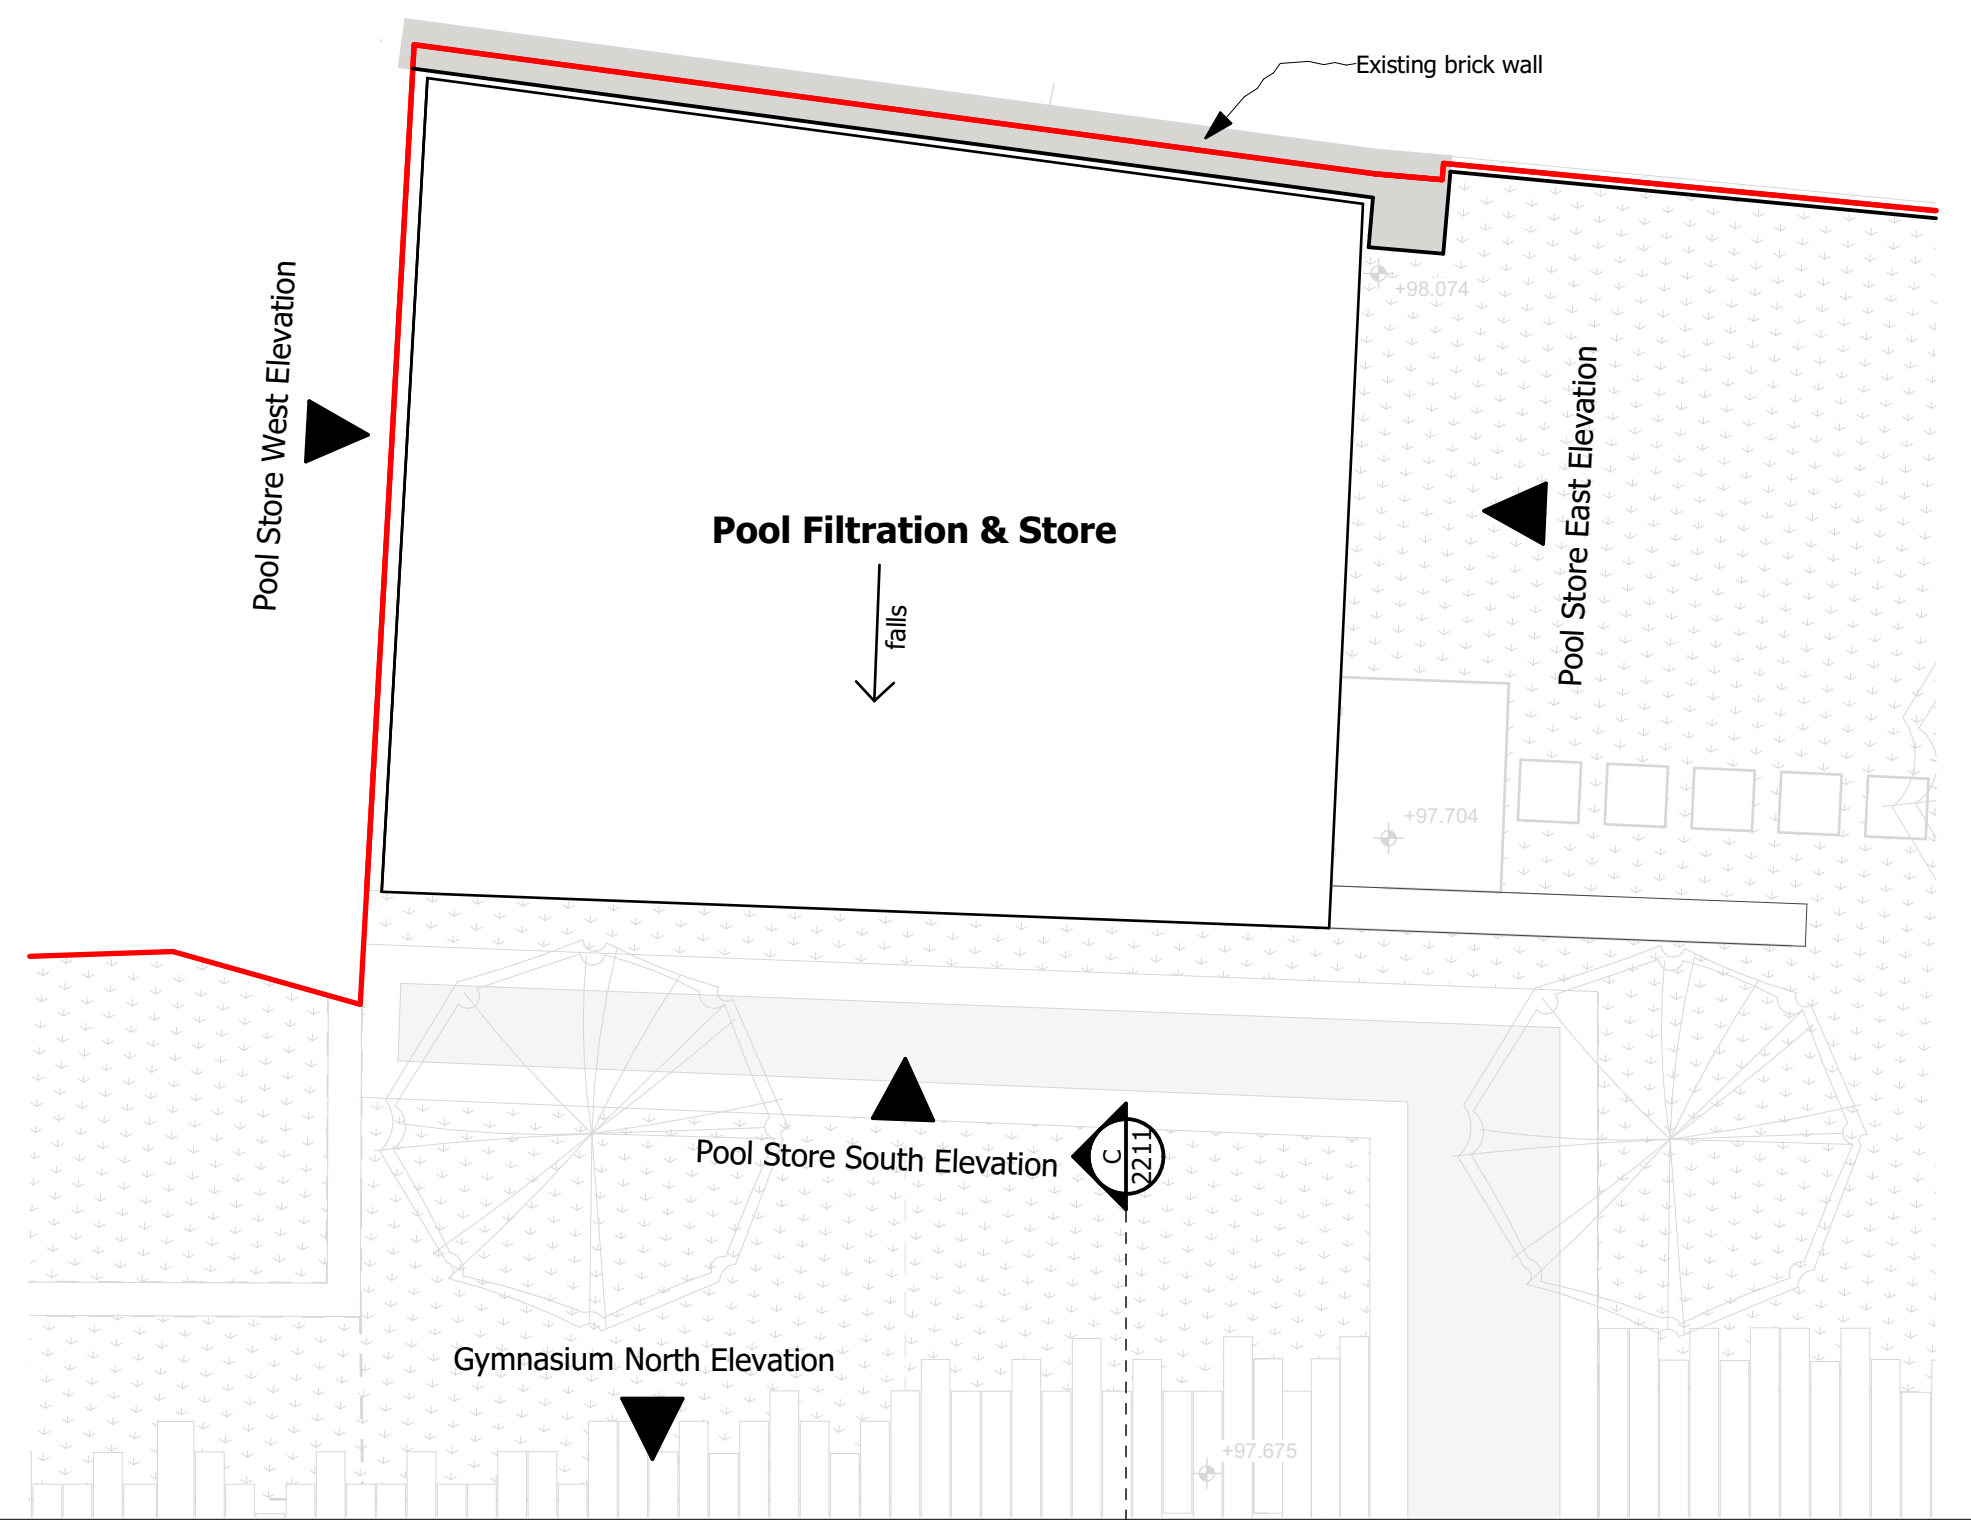 Existing brick wall
+98.074
Pool Store West Elevation
Pool Store East Elevation
Pool Filtration & Store
falls
+97.704
Pool Store South Elevation
C
2211
Gymnasium North Elevation
+97.675